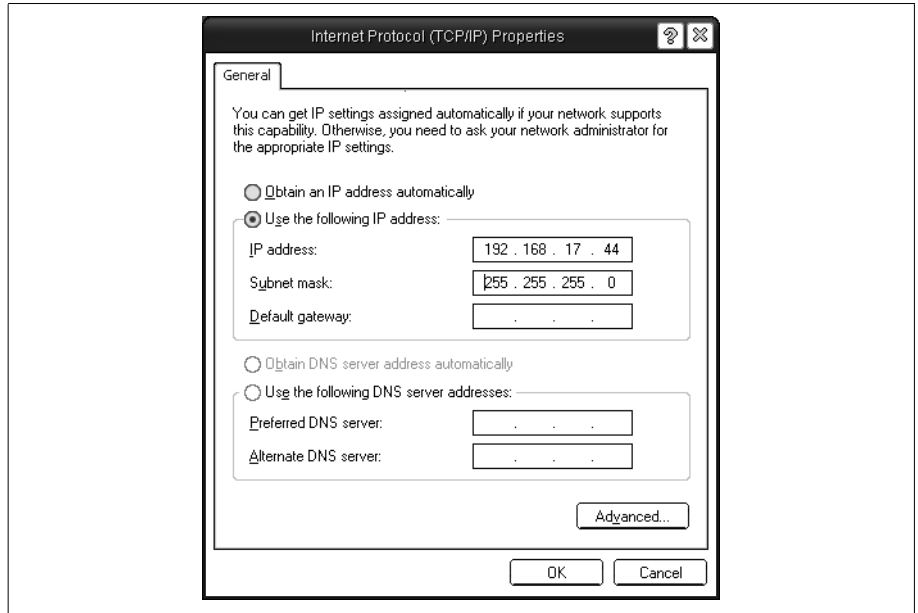 Internet Protocol (TCP/IP) Properties
General
You can get IP settings assigned automatically if your network supports
this capability. Otherwise, you need to ask your network administrator for
the appropriate IP settings.
Obtain an IP address automatically
Use the following IP address:
IP address: 192 . 168 . 17 . 44
Subnet mask: 255 . 255 . 255 . 0
Default gateway: . . .
Obtain DNS server address automatically
Use the following DNS server addresses:
Preferred DNS server: . . .
Alternate DNS server: . . .
Advanced...
OK Cancel